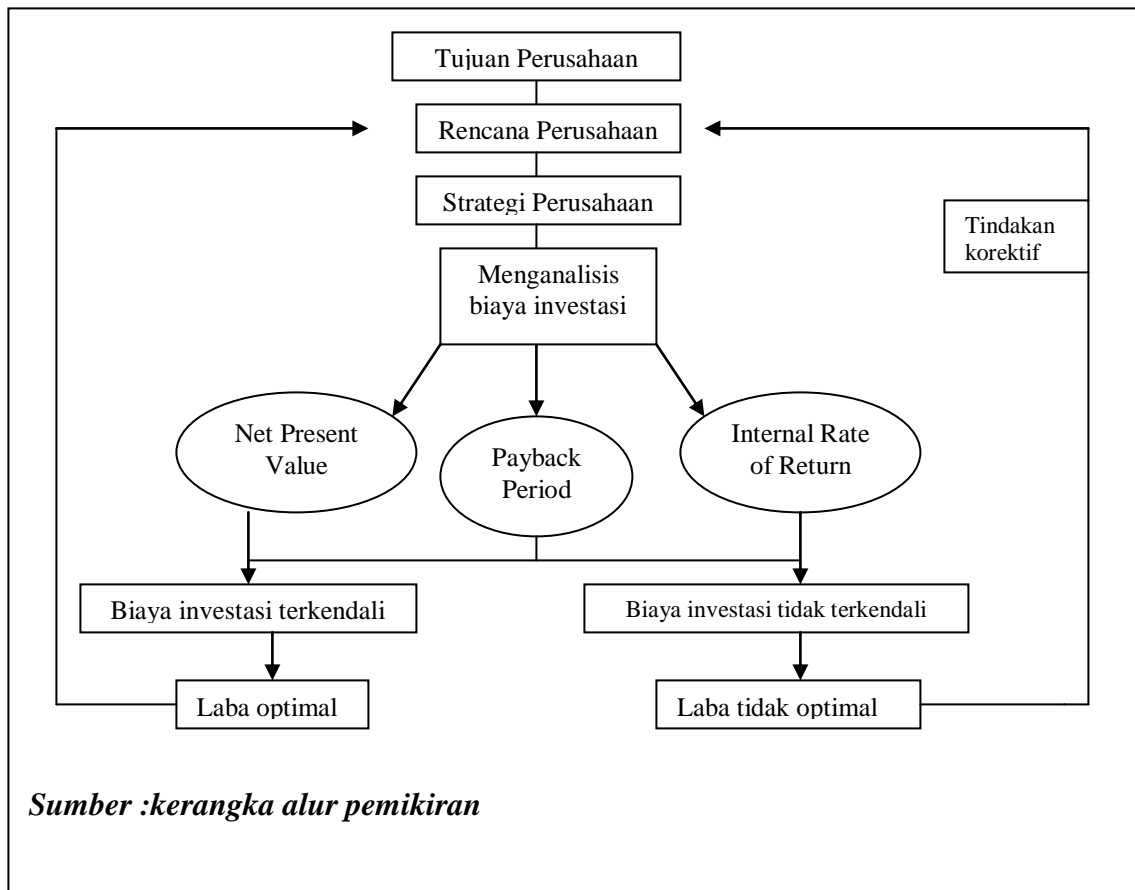 Tujuan Perusahaan
Rencana Perusahaan
Strategi Perusahaan
Tindakan
korektif
Menganalisis
biaya investasi
Net Present
Value
Payback
Period
Internal Rate
of Return
Biaya investasi terkendali
Biaya investasi tidak terkendali
Laba optimal
Laba tidak optimal
Sumber :kerangka alur pemikiran